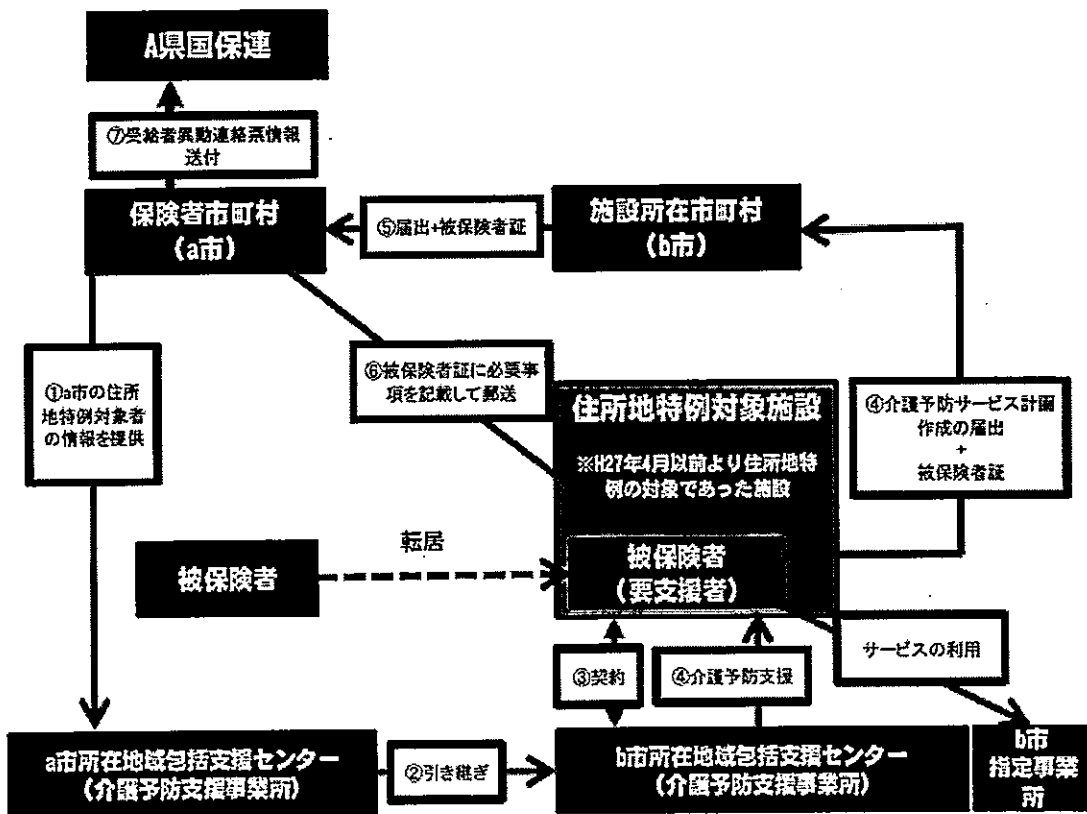 A県国保連
⑦受給者異動連絡票情報
送付
保険者市町村
(a市)
⑤届出+被保険者証
施設所在市町村
(b市)
①a市の住所
地特例対象者
の情報を提供
⑥被保険者証に必要事
項を記載して郵送
住所地特例対象施設
※H27年4月以前より住所地特
例の対象であった施設
④介護予防サービス計画
作成の届出
+
被保険者証
被保険者
転居
被保険者
(要支援者)
③契約
④介護予防支援
サービスの利用
a市所在地域包括支援センター
(介護予防支援事業所)
②引き継ぎ
b市所在地域包括支援センター
(介護予防支援事業所)
b市
指定事業
所